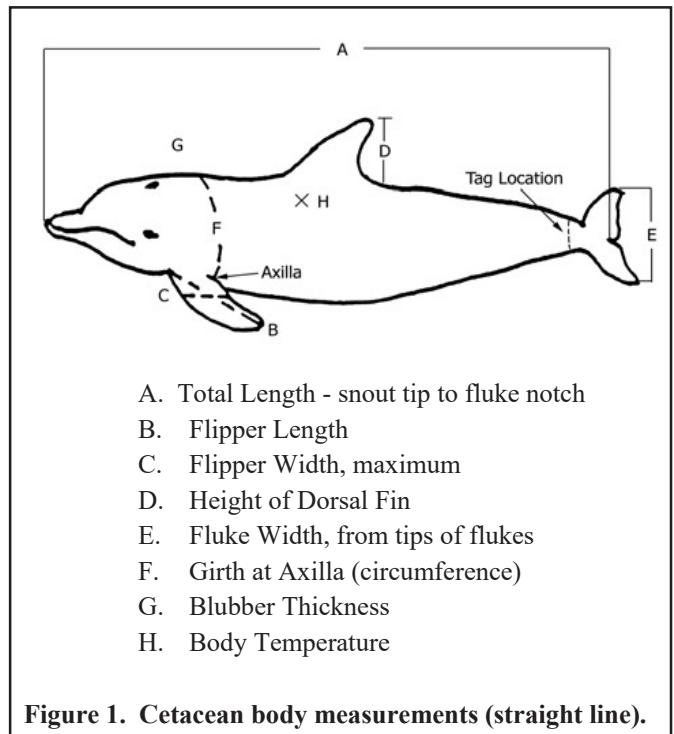 A
G
D
Tag Location
H
F
E
Axilla
C
B
A. Total Length - snout tip to fluke notch
B. Flipper Length
C. Flipper Width, maximum
D. Height of Dorsal Fin
E. Fluke Width, from tips of flukes
F. Girth at Axilla (circumference)
G. Blubber Thickness
H. Body Temperature
Figure 1. Cetacean body measurements (straight line).